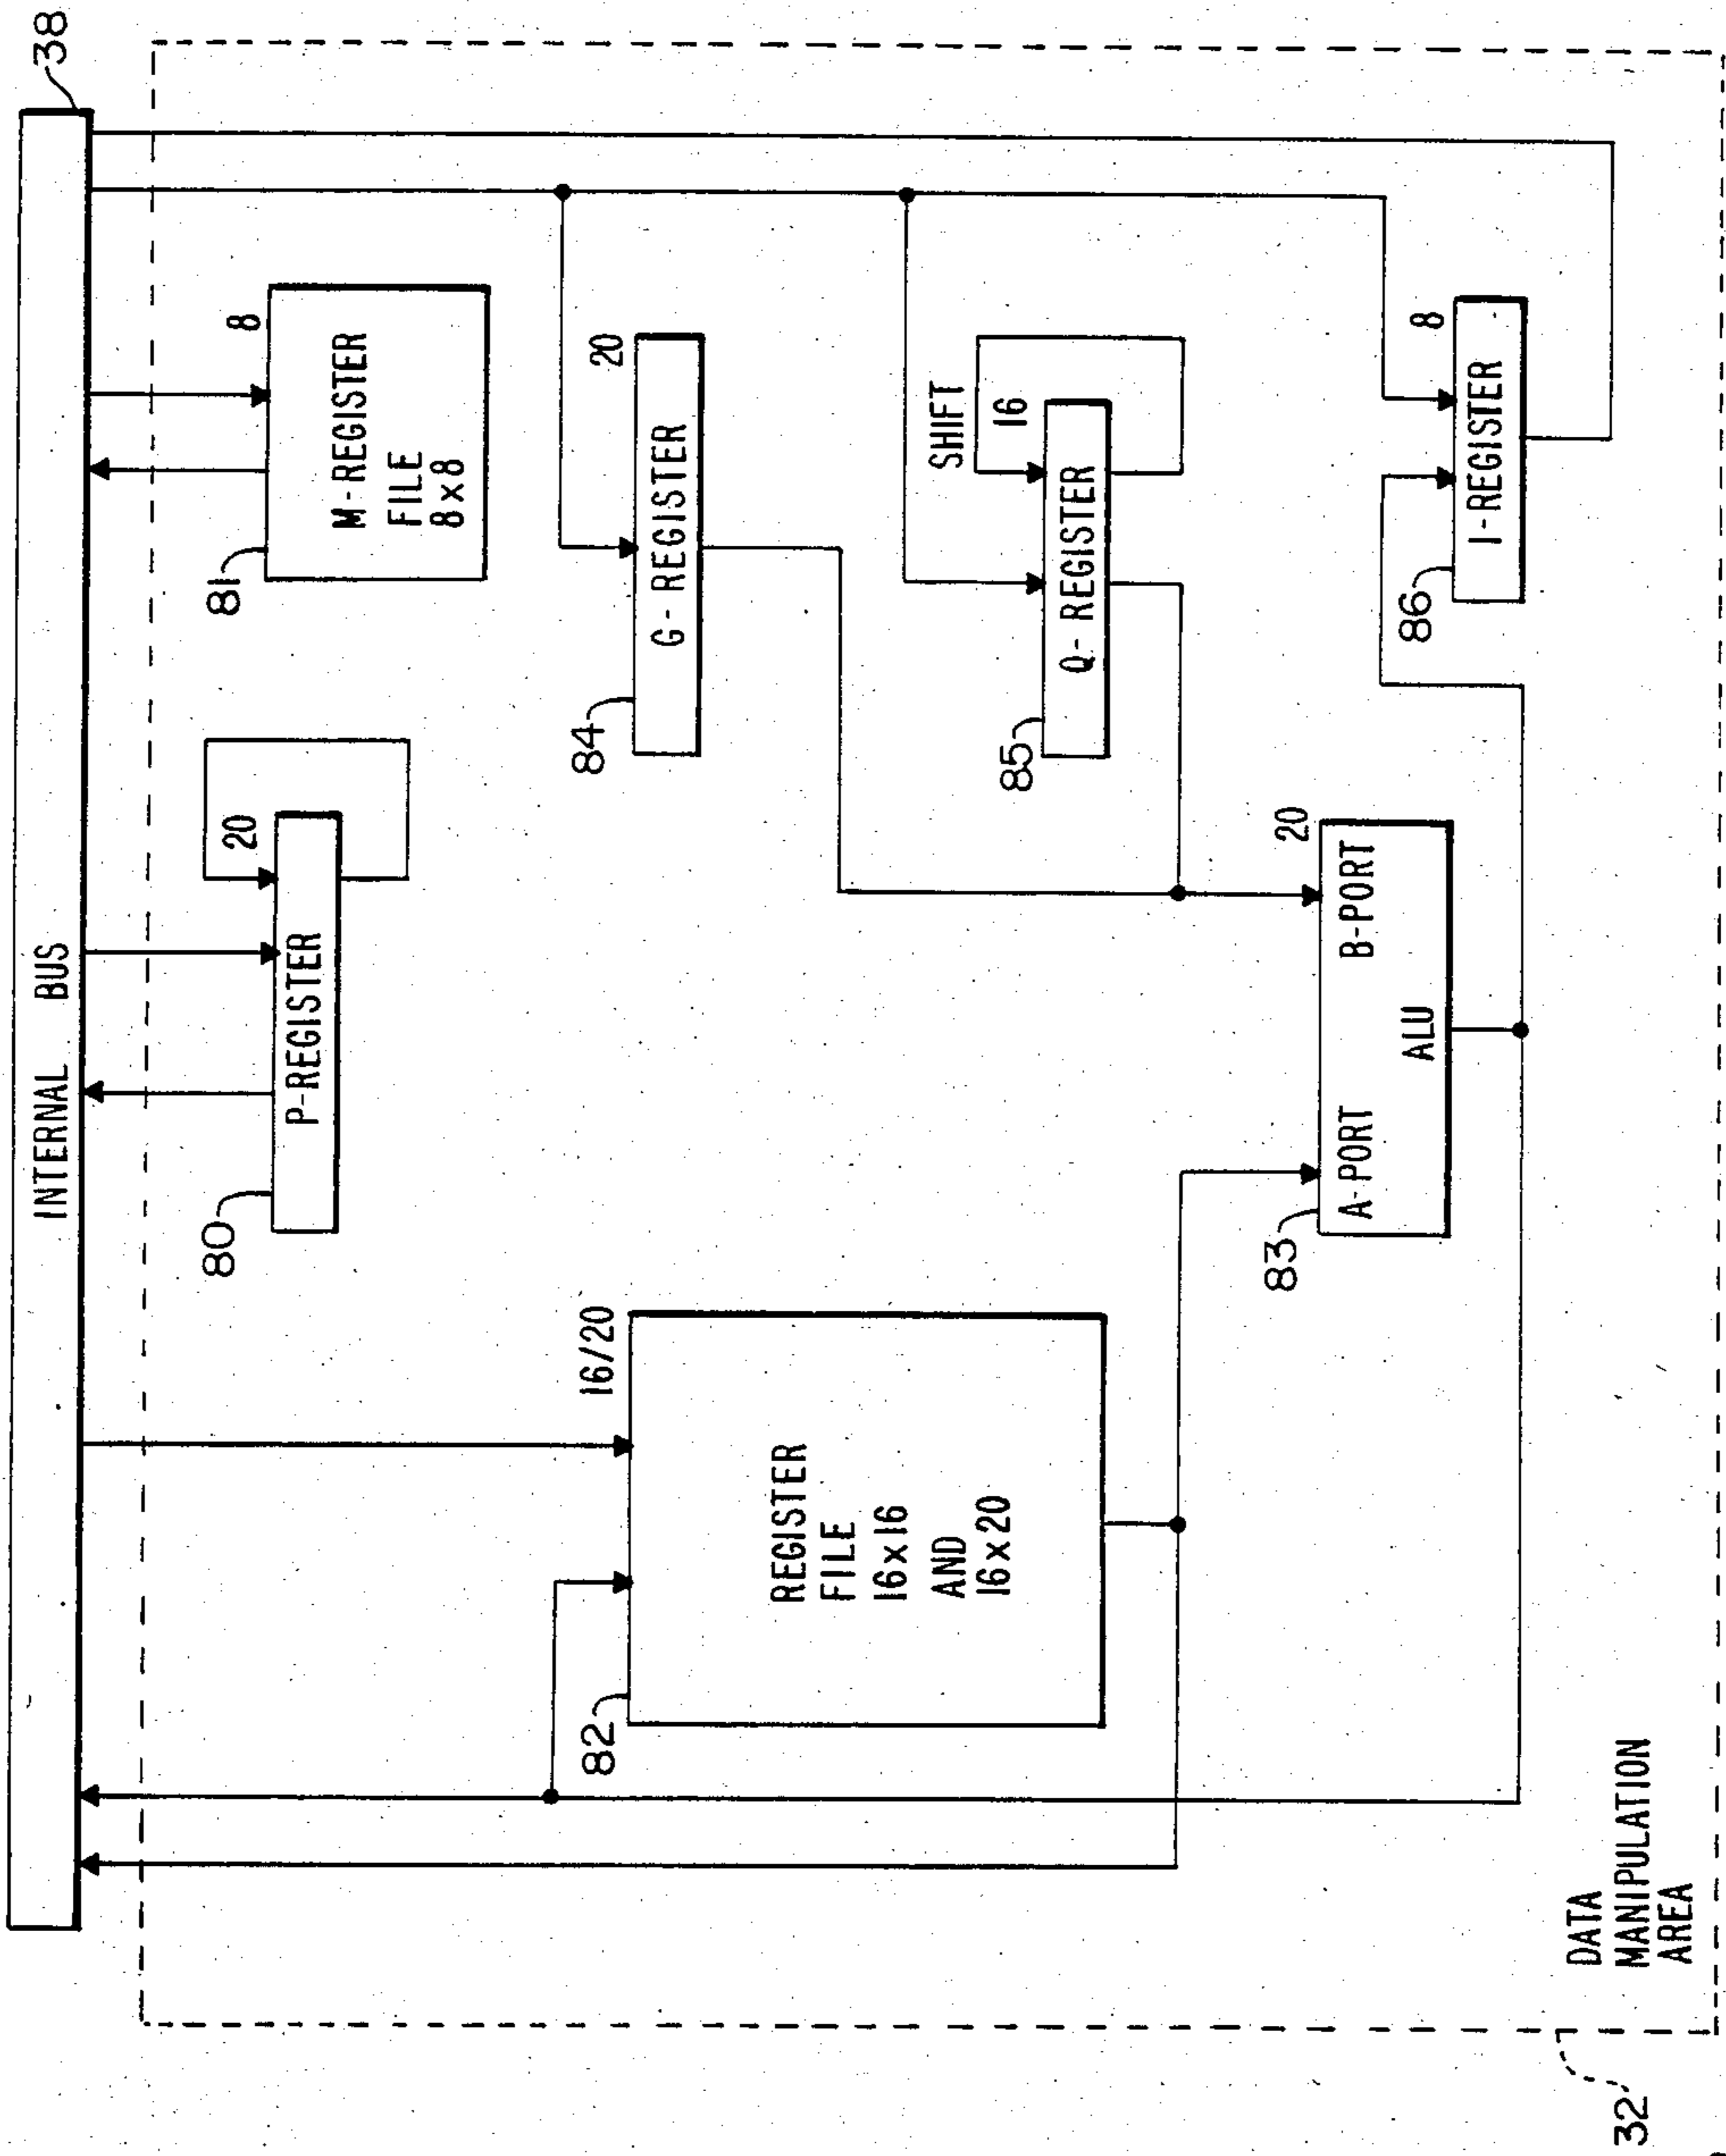 38
INTERNAL BUS
80
P-REGISTER
20
81
M-REGISTER
FILE
8x8
8
82
REGISTER
FILE
16x16
AND
16x20
16/20
84
G-REGISTER
20
85
Q-REGISTER
16
SHIFT
83
A-PORT
B-PORT
ALU
20
86
I-REGISTER
8
DATA
MANIPULATION
AREA
32